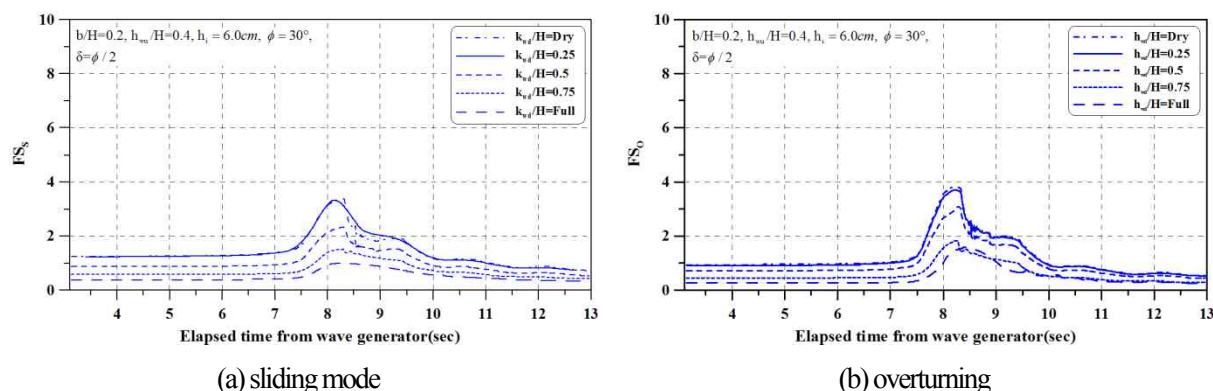 b/H=0.2, h_wu/H=0.4, h_i = 6.0cm, ϕ = 30°,
δ=ϕ / 2
k_wd/H=Dry
k_wd/H=0.25
k_wd/H=0.5
k_wd/H=0.75
k_wd/H=Full
10
8
6
4
2
0
FS_S
4 5 6 7 8 9 10 11 12 13
Elapsed time from wave generator(sec)
(a) sliding mode
b/H=0.2, h_wu/H=0.4, h_i = 6.0cm, ϕ = 30°,
δ=ϕ / 2
h_wd/H=Dry
h_wd/H=0.25
h_wd/H=0.5
h_wd/H=0.75
h_wd/H=Full
10
8
6
4
2
0
FS_O
4 5 6 7 8 9 10 11 12 13
Elapsed time from wave generator(sec)
(b) overturning